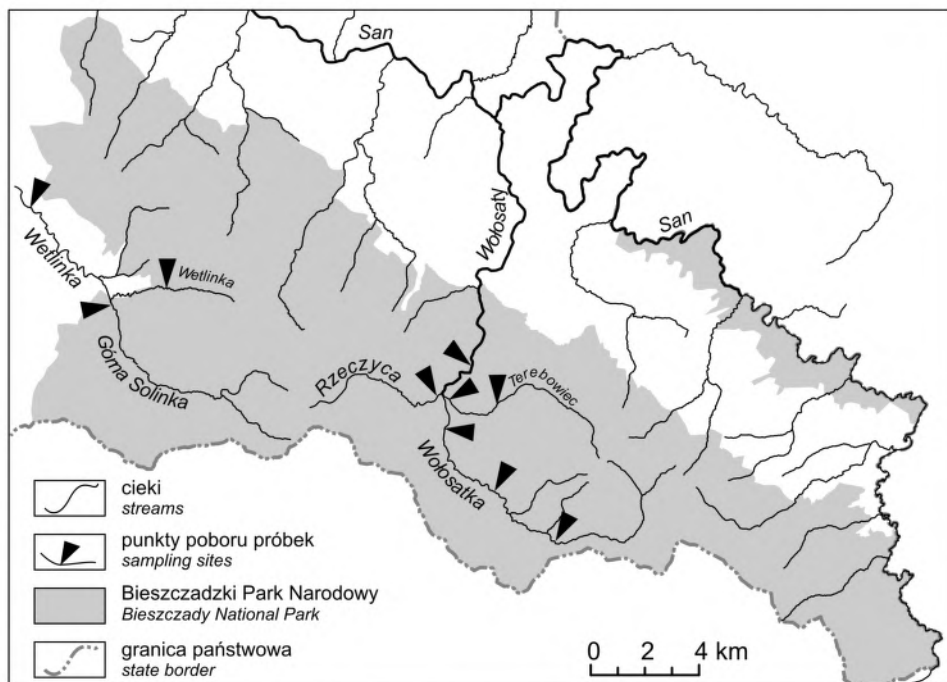 San
San
Wołosaty
Wetlinka
Wetlinka
Górna Solinka
Rzeczyca
Terebowiec
Wołosatka
cieki
streams
punkty poboru próbek
sampling sites
Bieszczadzki Park Narodowy
Bieszczady National Park
granica państwowa
state border
0 2 4 km